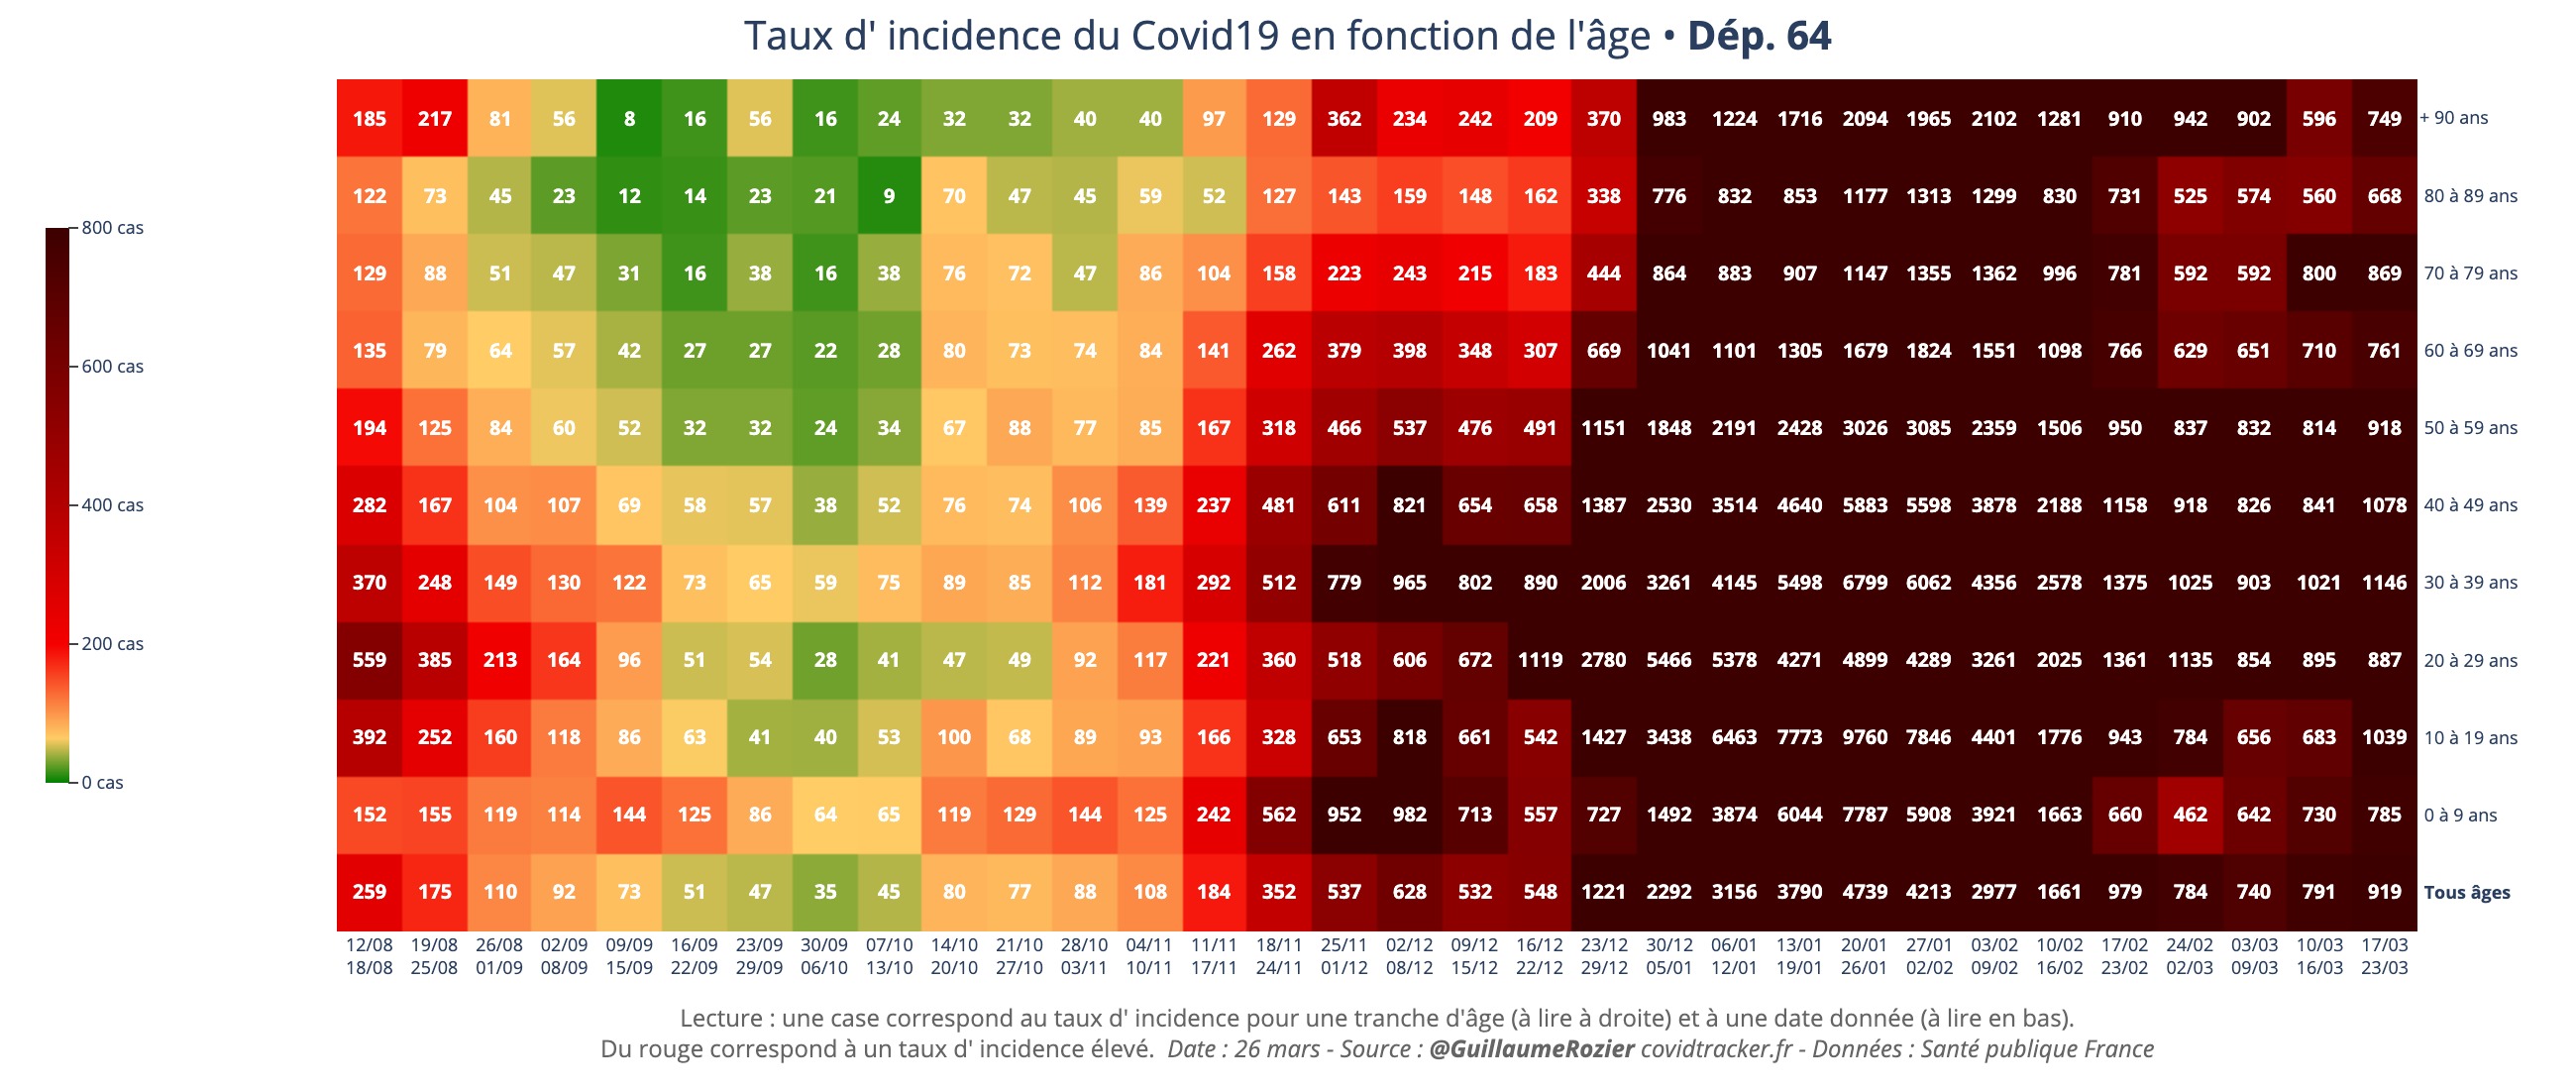 Taux d' incidence du Covid19 en fonction de l'âge • Dép. 64
185 217 81 56 8 16 56 16 24 32 32 40 40 97 129 362 234 242 209 370 983 1224 1716 2094 1965 2102 1281 910 942 902 596 749 + 90 ans
122 73 45 23 12 14 23 21 9 70 47 45 59 52 127 143 159 148 162 338 776 832 853 1177 1313 1299 830 731 525 574 560 668 80 à 89 ans
800 cas
129 88 51 47 31 16 38 16 38 76 72 47 86 104 158 223 243 215 183 444 864 883 907 1147 1355 1362 996 781 592 592 800 869 70 à 79 ans
135 79 64 57 42 27 27 22 28 80 73 74 84 141 262 379 398 348 307 669 1041 1101 1305 1679 1824 1551 1098 766 629 651 710 761 60 à 69 ans
600 cas
194 125 84 60 52 32 32 24 34 67 88 77 85 167 318 466 537 476 491 1151 1848 2191 2428 3026 3085 2359 1506 950 837 832 814 918 50 à 59 ans
400 cas
282 167 104 107 69 58 57 38 52 76 74 106 139 237 481 611 821 654 658 1387 2530 3514 4640 5883 5598 3878 2188 1158 918 826 841 1078 40 à 49 ans
370 248 149 130 122 73 65 59 75 89 85 112 181 292 512 779 965 802 890 2006 3261 4145 5498 6799 6062 4356 2578 1375 1025 903 1021 1146 30 à 39 ans
200 cas
559 385 213 164 96 51 54 28 41 47 49 92 117 221 360 518 606 672 1119 2780 5466 5378 4271 4899 4289 3261 2025 1361 1135 854 895 887 20 à 29 ans
392 252 160 118 86 63 41 40 53 100 68 89 93 166 328 653 818 661 542 1427 3438 6463 7773 9760 7846 4401 1776 943 784 656 683 1039 10 à 19 ans
0 cas
152 155 119 114 144 125 86 64 65 119 129 144 125 242 562 952 982 713 557 727 1492 3874 6044 7787 5908 3921 1663 660 462 642 730 785 0 à 9 ans
259 175 110 92 73 51 47 35 45 80 77 88 108 184 352 537 628 532 548 1221 2292 3156 3790 4739 4213 2977 1661 979 784 740 791 919 Tous âges
12/08 19/08 26/08 02/09 09/09 16/09 23/09 30/09 07/10 14/10 21/10 28/10 04/11 11/11 18/11 25/11 02/12 09/12 16/12 23/12 30/12 06/01 13/01 20/01 27/01 03/02 10/02 17/02 24/02 03/03 10/03 17/03
18/08 25/08 01/09 08/09 15/09 22/09 29/09 06/10 13/10 20/10 27/10 03/11 10/11 17/11 24/11 01/12 08/12 15/12 22/12 29/12 05/01 12/01 19/01 26/01 02/02 09/02 16/02 23/02 02/03 09/03 16/03 23/03
Lecture : une case correspond au taux d' incidence pour une tranche d'âge (à lire à droite) et à une date donnée (à lire en bas).
Du rouge correspond à un taux d' incidence élevé. Date : 26 mars - Source : @GuillaumeRozier covidtracker.fr - Données : Santé publique France